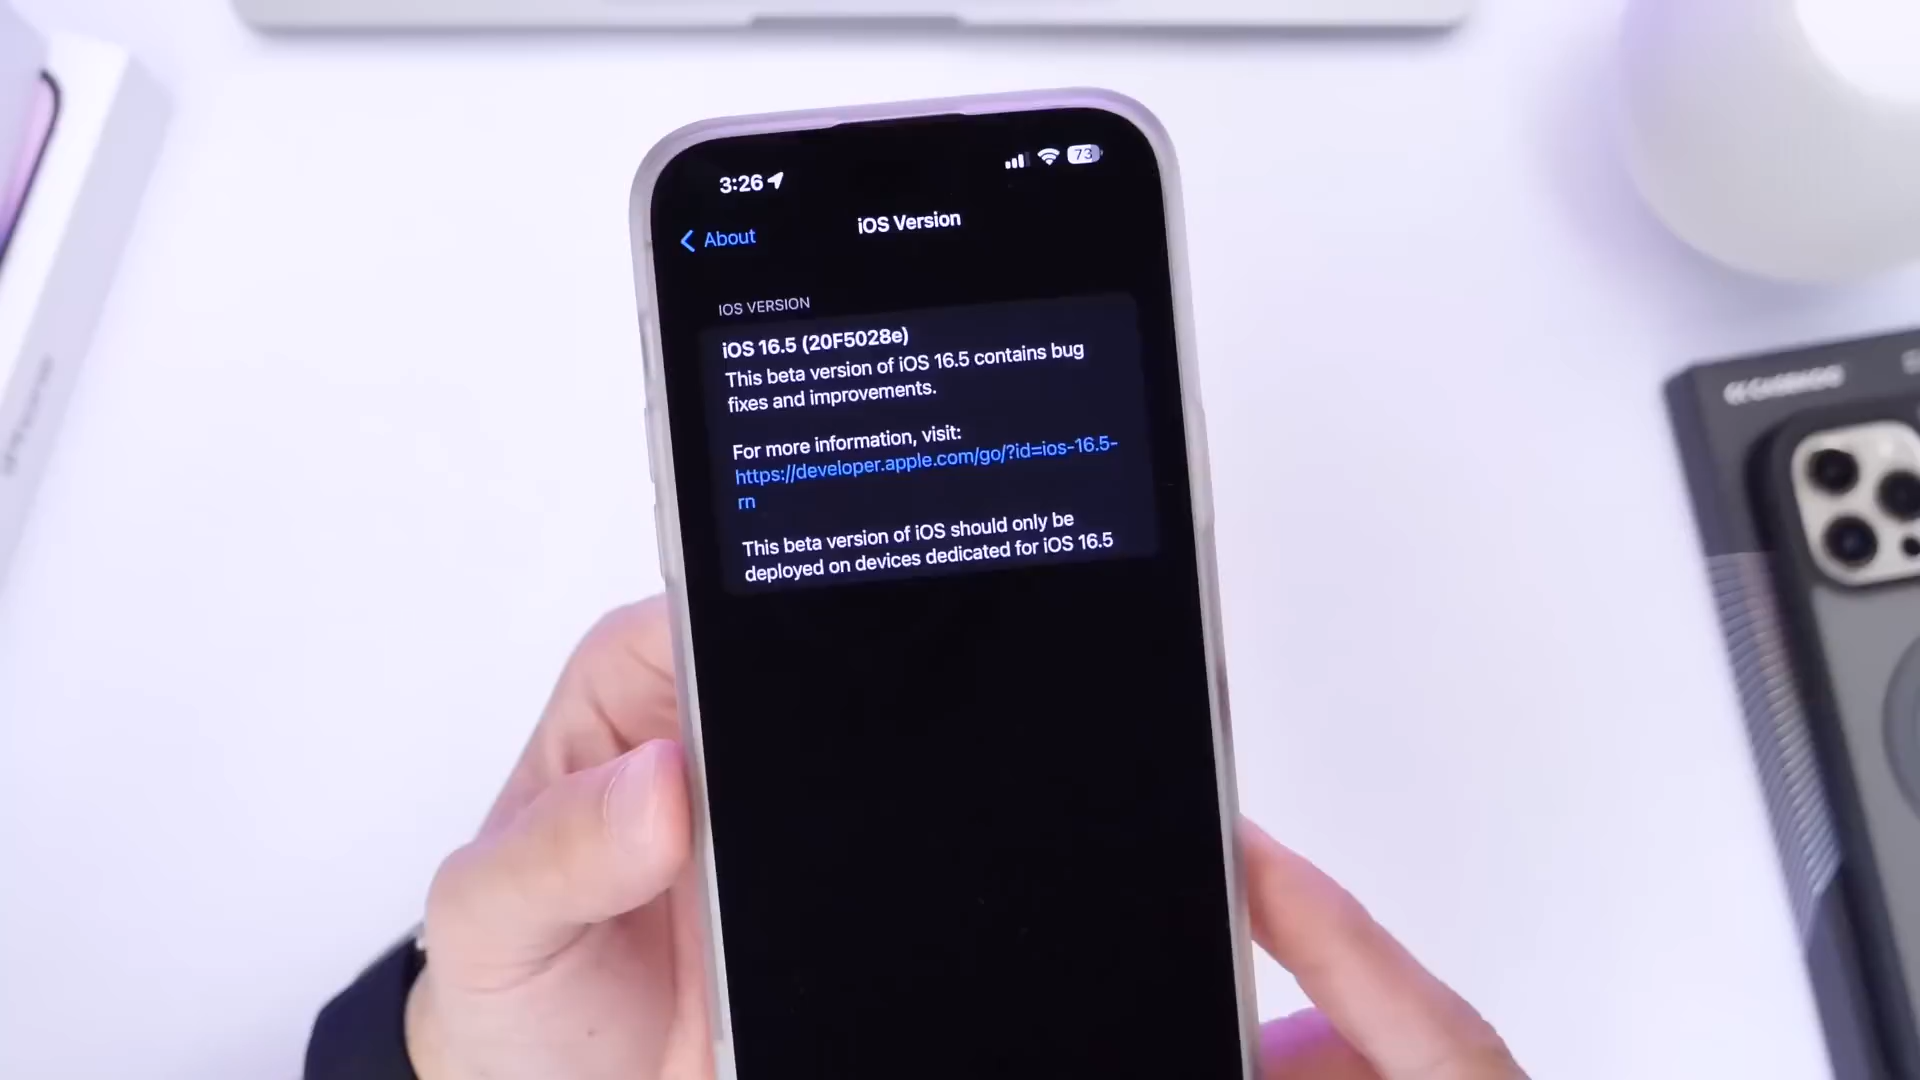 3:26
73
About
iOS Version
IOS VERSION
iOS 16.5 (20F5028e)
This beta version of iOS 16.5 contains bug
fixes and improvements.
For more information, visit:
https://developer.apple.com/go/?id=ios-16.5-
rn
This beta version of iOS should only be
deployed on devices dedicated for iOS 16.5